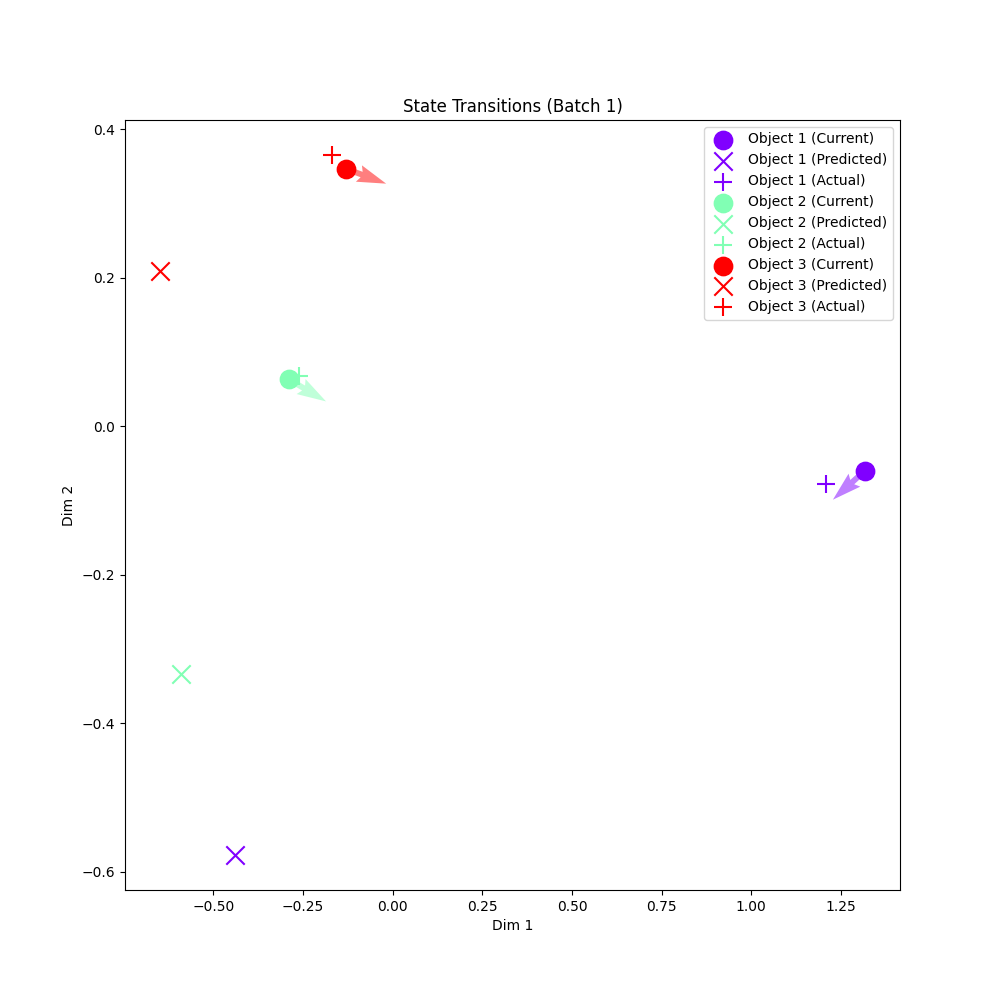 State Transitions (Batch 1)
Object 1 (Current)
Object 1 (Predicted)
Object 1 (Actual)
Object 2 (Current)
Object 2 (Predicted)
Object 2 (Actual)
Object 3 (Current)
Object 3 (Predicted)
Object 3 (Actual)
0.4
0.2
0.0
−0.2
−0.4
−0.6
Dim 2
−0.50
−0.25
0.00
0.25
0.50
0.75
1.00
1.25
Dim 1